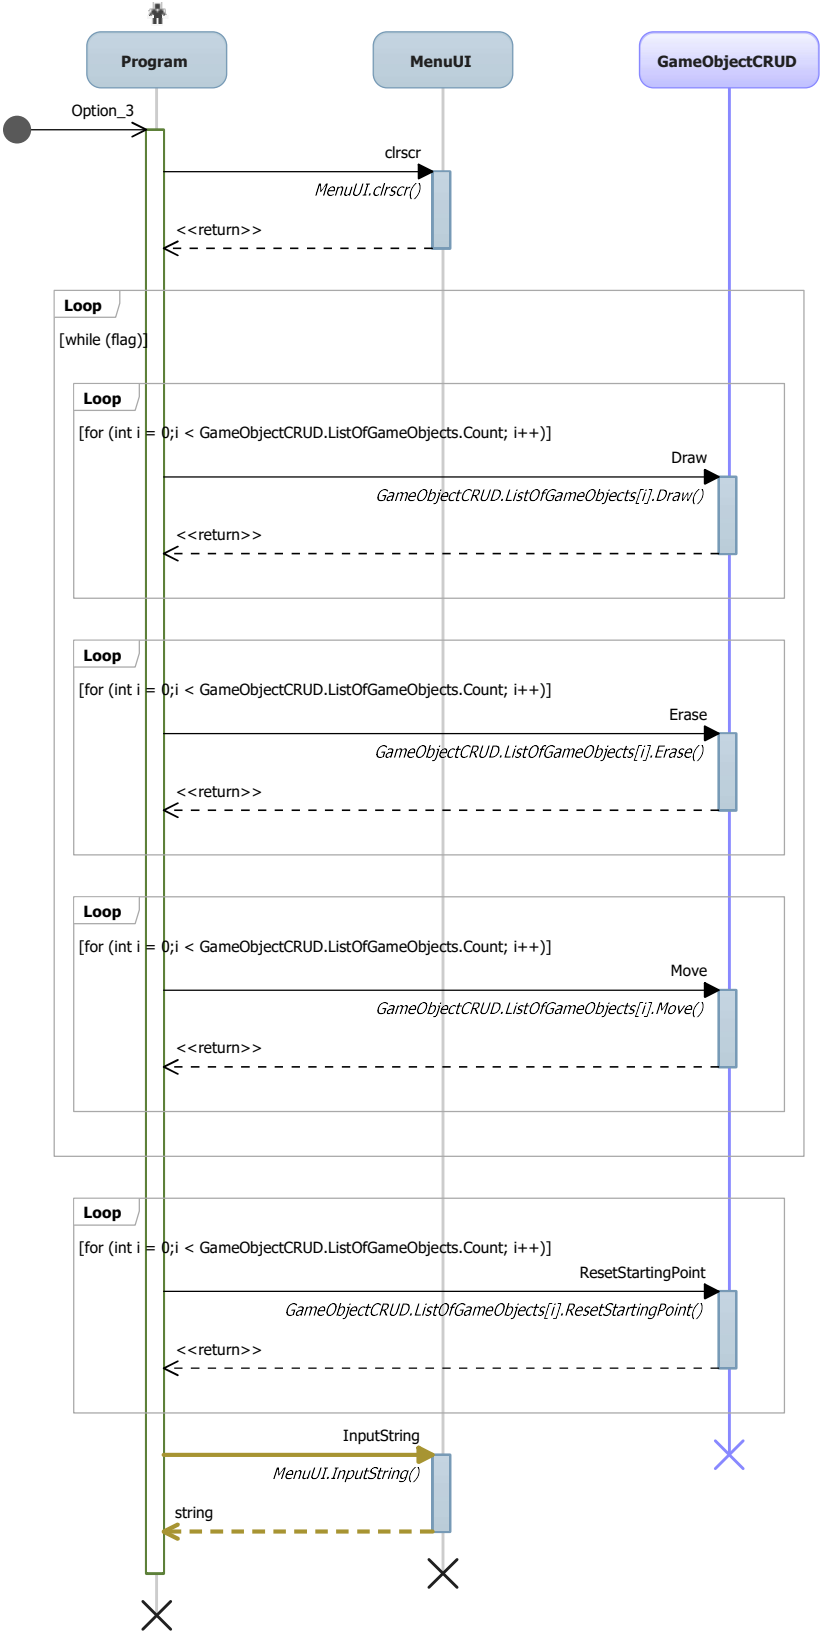 Program
MenuUI
GameObjectCRUD
Option_3
clrscr
MenuUI.clrscr()
<<return>>
Loop
[while (flag)]
Loop
[for (int i = 0;i < GameObjectCRUD.ListOfGameObjects.Count; i++)]
Draw
GameObjectCRUD.ListOfGameObjects[i].Draw()
<<return>>
Loop
[for (int i = 0;i < GameObjectCRUD.ListOfGameObjects.Count; i++)]
Erase
GameObjectCRUD.ListOfGameObjects[i].Erase()
<<return>>
Loop
[for (int i = 0;i < GameObjectCRUD.ListOfGameObjects.Count; i++)]
Move
GameObjectCRUD.ListOfGameObjects[i].Move()
<<return>>
Loop
[for (int i = 0;i < GameObjectCRUD.ListOfGameObjects.Count; i++)]
ResetStartingPoint
GameObjectCRUD.ListOfGameObjects[i].ResetStartingPoint()
<<return>>
InputString
MenuUI.InputString()
string